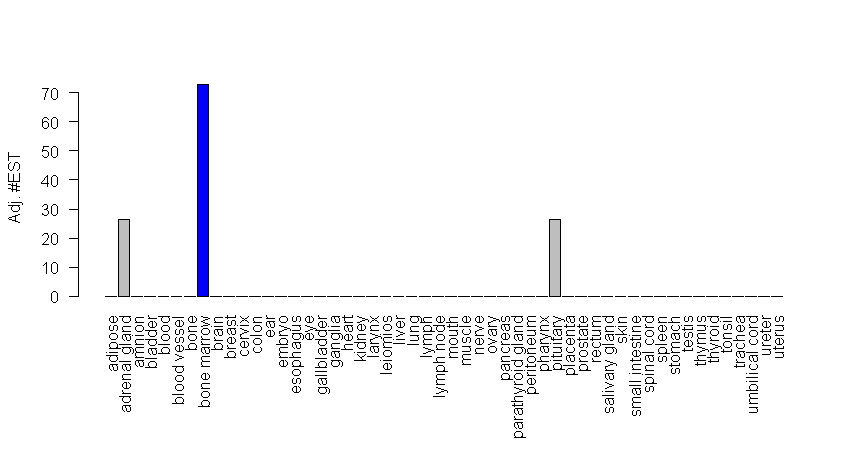 Adj. #EST
70
60
50
40
30
20
10
0
adipose
adrenal gland
amnion
bladder
blood
blood vessel
bone
bone marrow
brain
breast
cervix
colon
ear
embryo
esophagus
eye
gallbladder
ganglia
heart
kidney
larynx
leiomios
liver
lung
lymph
lymph node
mouth
muscle
nerve
ovary
pancreas
parathyroid gland
peritoneum
pharynx
pituitary
placenta
prostate
rectum
salivary gland
skin
small intestine
spinal cord
spleen
stomach
testis
thymus
thyroid
tonsil
trachea
umbilical cord
ureter
uterus